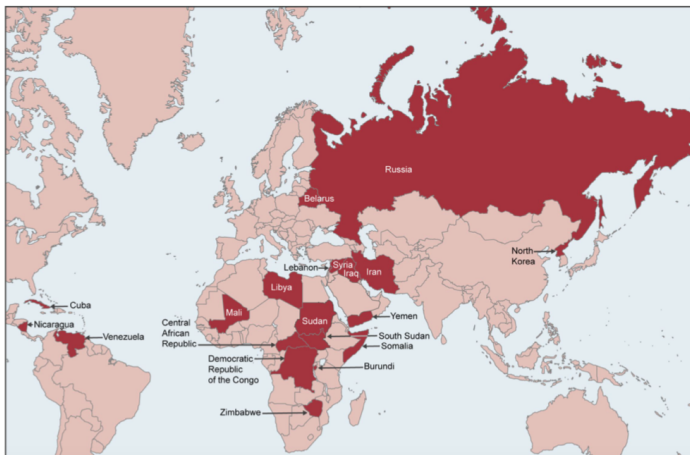 Russia
Belarus
North
Korea
Lebanon
Syria
Iraq
Iran
Libya
Cuba
Mali
Yemen
Nicaragua
Central
African
Republic
Sudan
Venezuela
South Sudan
Somalia
Democratic
Republic
of the Congo
Burundi
Zimbabwe